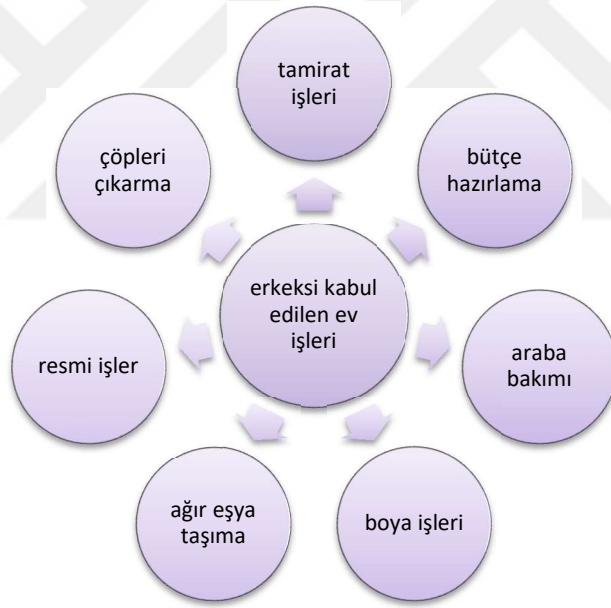 tamirat
işleri
bütçe
hazırlama
araba
bakımı
boya işleri
ağır eşya
taşıma
resmi işler
çöpleri
çıkarma
erkeksi kabul
edilen ev
işleri